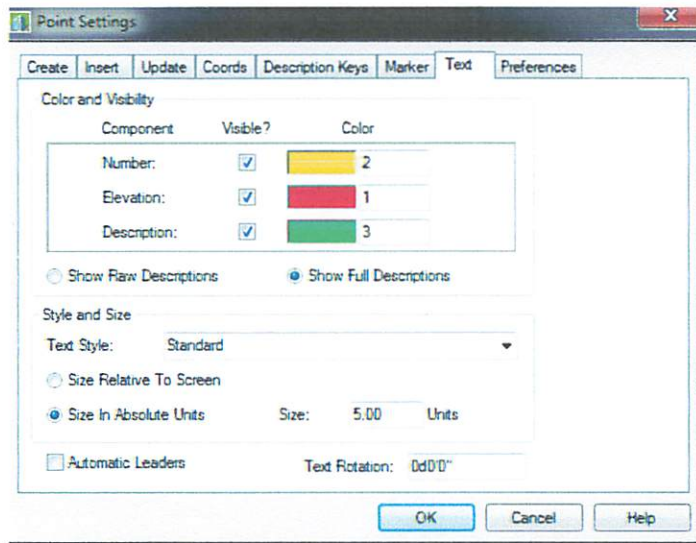 Point Settings
Create Insert Update Coords Description Keys Marker Text Preferences
Color and Visibility
Component Visible? Color
Number: 2
Elevation: 1
Description: 3
Show Raw Descriptions Show Full Descriptions
Style and Size
Text Style: Standard
Size Relative To Screen
Size In Absolute Units Size: 5.00 Units
Automatic Leaders Text Rotation: 0d0'0"
OK Cancel Help